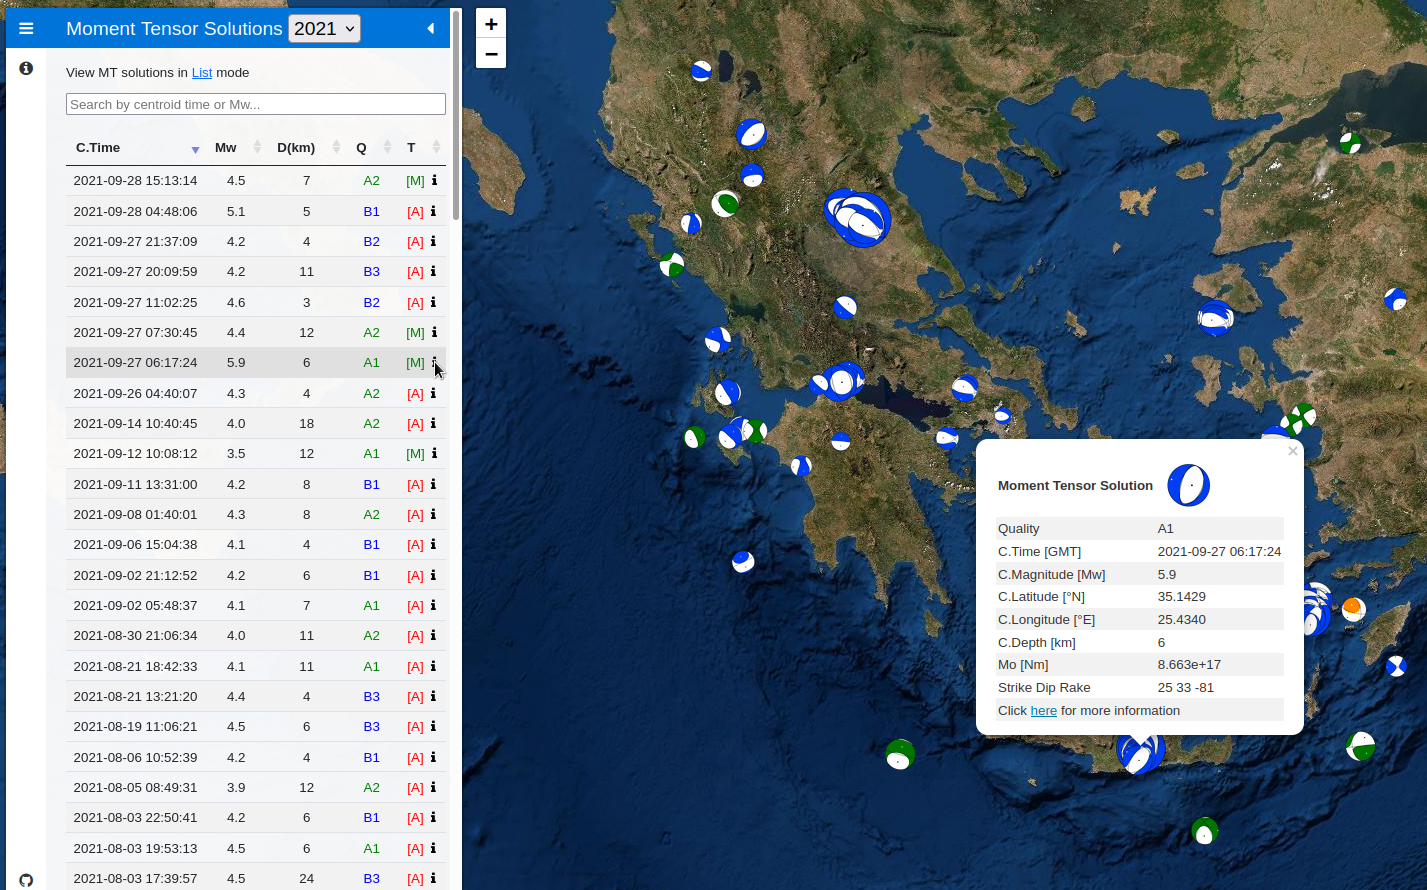 Moment Tensor Solutions 2021
View MT solutions in List mode
Search by centroid time or Mw...
C.Time Mw D(km) Q T
2021-09-28 15:13:14 4.5 7 A2 [M]
2021-09-28 04:48:06 5.1 5 B1 [A]
2021-09-27 21:37:09 4.2 4 B2 [A]
2021-09-27 20:09:59 4.2 11 B3 [A]
2021-09-27 11:02:25 4.6 3 B2 [A]
2021-09-27 07:30:45 4.4 12 A2 [M]
2021-09-27 06:17:24 5.9 6 A1 [M]
2021-09-26 04:40:07 4.3 4 A2 [A]
2021-09-14 10:40:45 4.0 18 A2 [A]
2021-09-12 10:08:12 3.5 12 A1 [M]
2021-09-11 13:31:00 4.2 8 B1 [A]
2021-09-08 01:40:01 4.3 8 A2 [A]
2021-09-06 15:04:38 4.1 4 B1 [A]
2021-09-02 21:12:52 4.2 6 B1 [A]
2021-09-02 05:48:37 4.1 7 A1 [A]
2021-08-30 21:06:34 4.0 11 A2 [A]
2021-08-21 18:42:33 4.1 11 A1 [A]
2021-08-21 13:21:20 4.4 4 B3 [A]
2021-08-19 11:06:21 4.5 6 B3 [A]
2021-08-06 10:52:39 4.2 4 B1 [A]
2021-08-05 08:49:31 3.9 12 A2 [A]
2021-08-03 22:50:41 4.2 6 B1 [A]
2021-08-03 19:53:13 4.5 6 A1 [A]
2021-08-03 17:39:57 4.5 24 B3 [A]
+
−
×
Moment Tensor Solution
Quality A1
C.Time [GMT] 2021-09-27 06:17:24
C.Magnitude [Mw] 5.9
C.Latitude [°N] 35.1429
C.Longitude [°E] 25.4340
C.Depth [km] 6
Mo [Nm] 8.663e+17
Strike Dip Rake 25 33 -81
Click here for more information